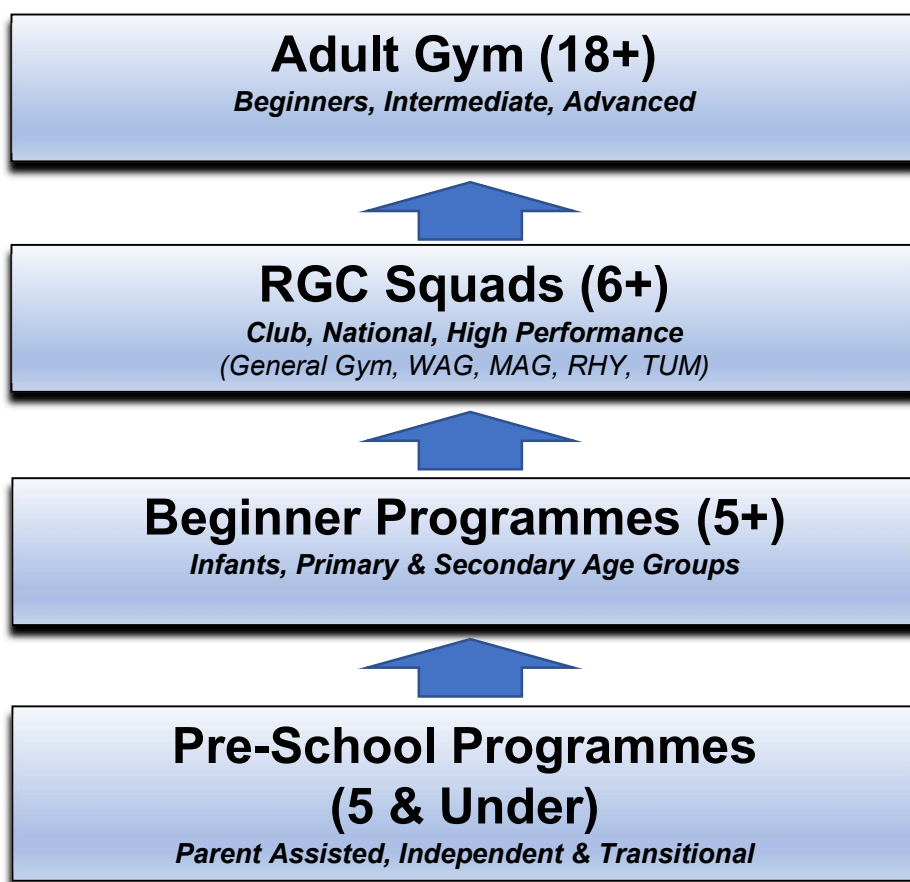 Adult Gym (18+)
Beginners, Intermediate, Advanced
RGC Squads (6+)
Club, National, High Performance
(General Gym, WAG, MAG, RHY, TUM)
Beginner Programmes (5+)
Infants, Primary & Secondary Age Groups
Pre-School Programmes
(5 & Under)
Parent Assisted, Independent & Transitional